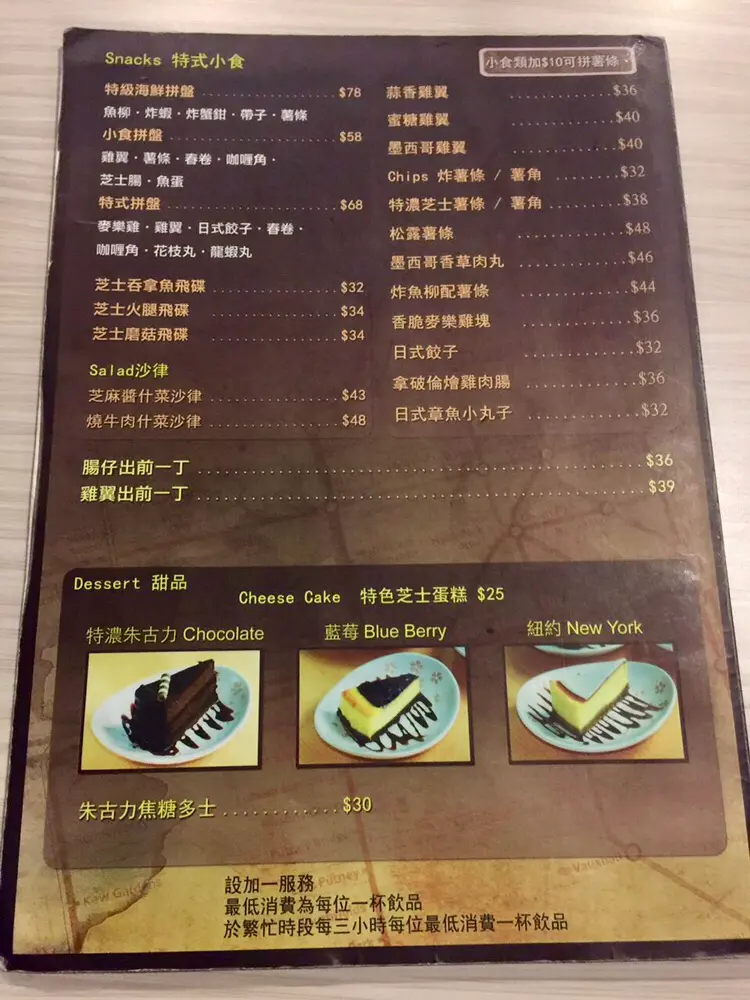 Snacks 特式小食
特級海鮮拼盤 $78
魚柳·炸蝦·炸蟹鉗·帶子·薯條
小食拼盤 $58
雞翼·薯條·春卷·咖喱角·
芝士腸·魚蛋
特式拼盤 $68
麥樂雞·雞翼·日式餃子·春卷·
咖喱角·花枝丸·龍蝦丸
芝士吞拿魚飛碟 $32
芝士火腿飛碟 $34
芝士磨菇飛碟 $34
Salad沙律
芝麻醬什菜沙律 $43
燒牛肉什菜沙律 $48
小食類加$10可拼薯條·
蒜香雞翼 $36
蜜糖雞翼 $40
墨西哥雞翼 $40
Chips 炸薯條 / 薯角 $32
特濃芝士薯條 / 薯角 $38
松露薯條 $48
墨西哥香草肉丸 $46
炸魚柳配薯條 $44
香脆麥樂雞塊 $36
日式餃子 $32
拿破倫燴雞肉腸 $36
日式章魚小丸子 $32
腸仔出前一丁 $36
雞翼出前一丁 $39
Dessert 甜品
Cheese Cake 特色芝士蛋糕 $25
特濃朱古力 Chocolate
藍莓 Blue Berry
紐約 New York
朱古力焦糖多士 $30
設加一服務
最低消費為每位一杯飲品
於繁忙時段每三小時每位最低消費一杯飲品
Kew Gardens
Putney
Vauxhall